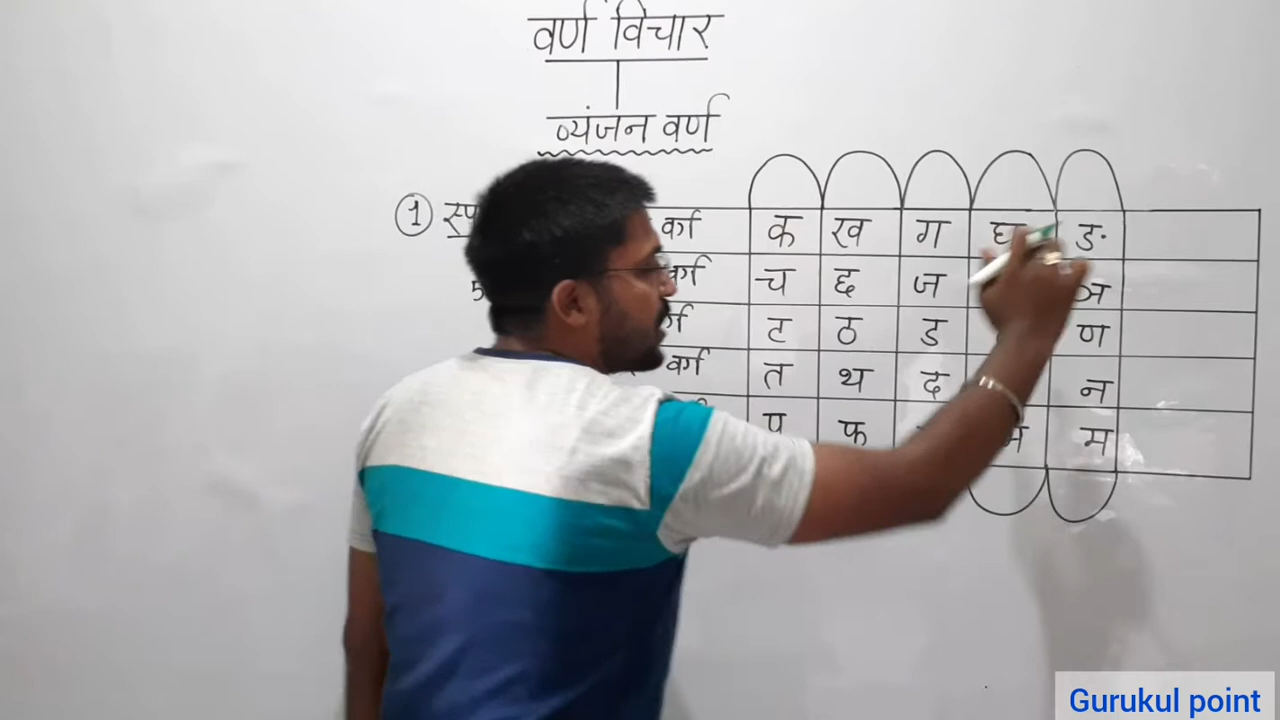 वर्ण विचार
व्यंजन वर्ण
1 वर्ग क ख ग घ ङ
वर्ग च छ ज ञ
ट ठ ड ण
वर्ग त थ द न
प फ भ म
Gurukul point